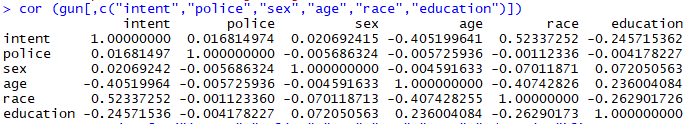 > cor (gun[,c("intent","police","sex","age","race","education")])
intent police sex age race education
intent 1.00000000 0.016814974 0.020692415 -0.405199641 0.52337252 -0.245715362
police 0.01681497 1.000000000 -0.005686324 -0.005725936 -0.00112336 -0.004178227
sex 0.02069242 -0.005686324 1.000000000 -0.004591633 -0.07011871 0.072050563
age -0.40519964 -0.005725936 -0.004591633 1.000000000 -0.40742826 0.236004084
race 0.52337252 -0.001123360 -0.070118713 -0.407428255 1.00000000 -0.262901726
education -0.24571536 -0.004178227 0.072050563 0.236004084 -0.26290173 1.000000000